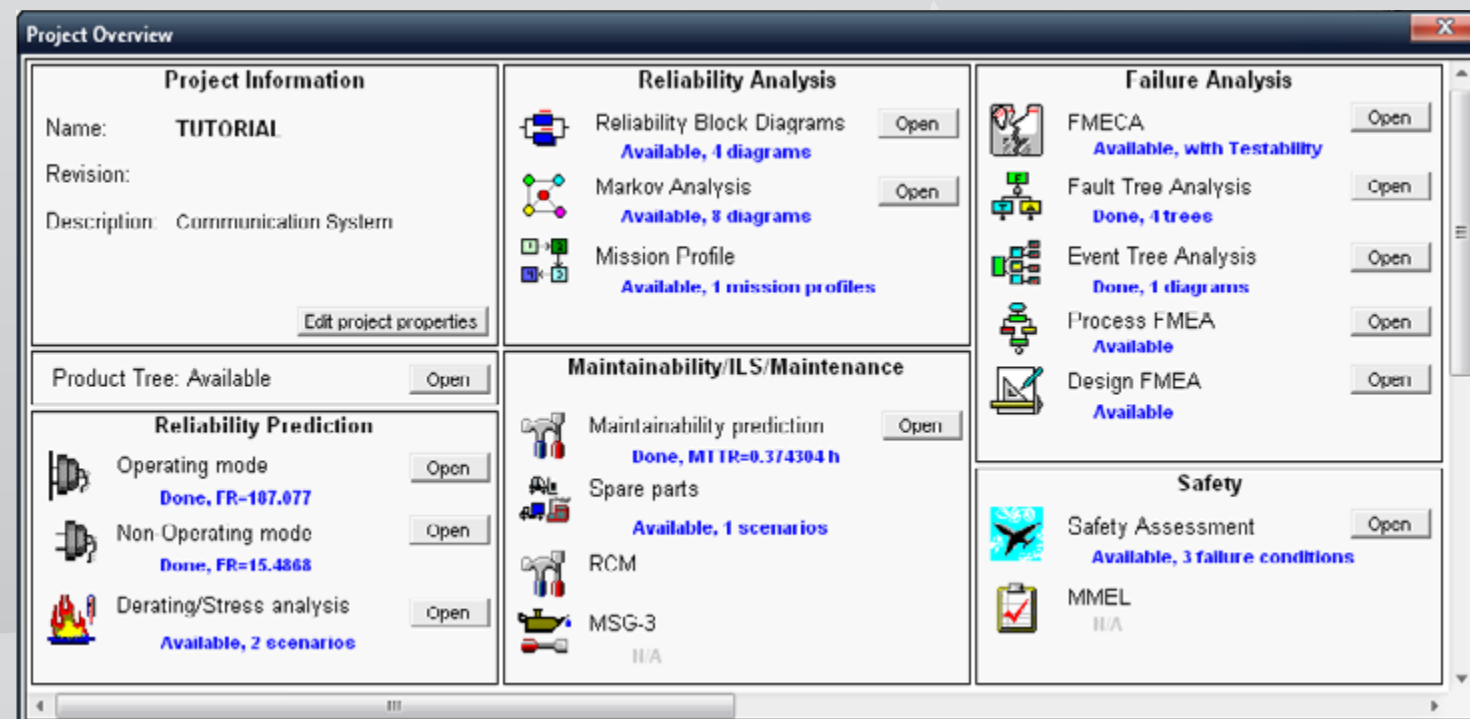 Project Overview
Project Information
Name: TUTORIAL
Revision:
Description: Communication System
Edit project properties
Product Tree: Available Open
Reliability Prediction
Operating mode Open
Done, FR=187.077
Non-Operating mode Open
Done, FR=15.4868
Derating/Stress analysis Open
Available, 2 scenarios
Reliability Analysis
Reliability Block Diagrams Open
Available, 4 diagrams
Markov Analysis Open
Available, 8 diagrams
Mission Profile
Available, 1 mission profiles
Maintainability/ILS/Maintenance
Maintainability prediction Open
Done, MTTR=0.374304 h
Spare parts
Available, 1 scenarios
RCM
MSG-3
N/A
Failure Analysis
FMECA Open
Available, with Testability
Fault Tree Analysis Open
Done, 4 trees
Event Tree Analysis Open
Done, 1 diagrams
Process FMEA Open
Available
Design FMEA Open
Available
Safety
Safety Assessment Open
Available, 3 failure conditions
MMEL
N/A